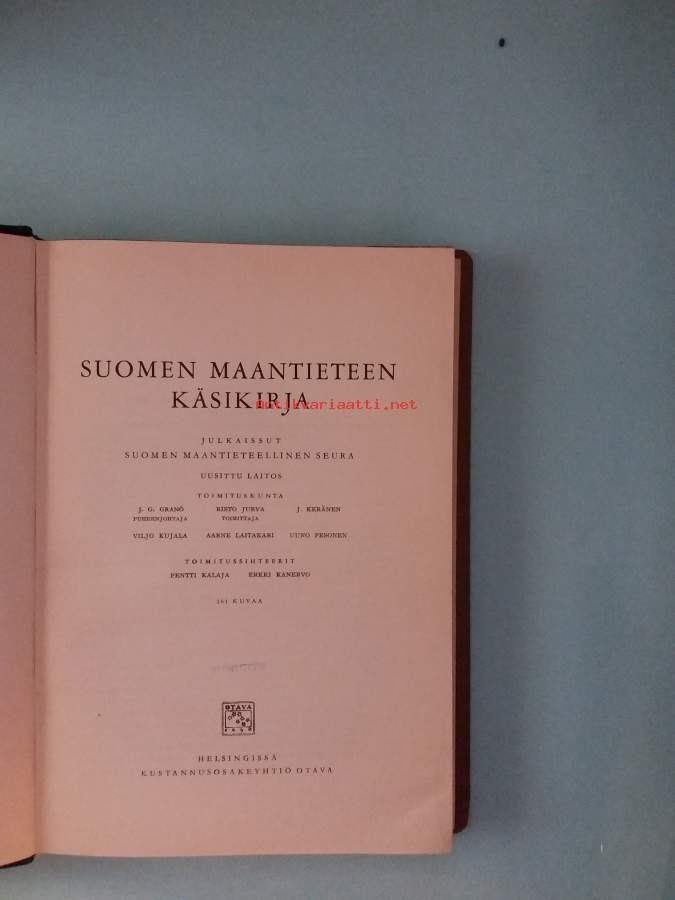 SUOMEN MAANTIETEEN
KÄSIKIRJA
antikvariaatti.net
JULKAISSUT
SUOMEN MAANTIETEELLINEN SEURA
UUSITTU LAITOS
TOIMITUSKUNTA
J. G. GRANÖ RISTO JURVA J. KERÄNEN
PUHEENJOHTAJA TOIMITTAJA
VILJO KUJALA AARNE LAITAKARI UUNO PESONEN
TOIMITUSSIHTEERIT
PENTTI KALAJA ERKKI KANERVO
KUVAA
OTAVA
HELSINGISSÄ
KUSTANNUSOSAKEYHTIÖ OTAVA